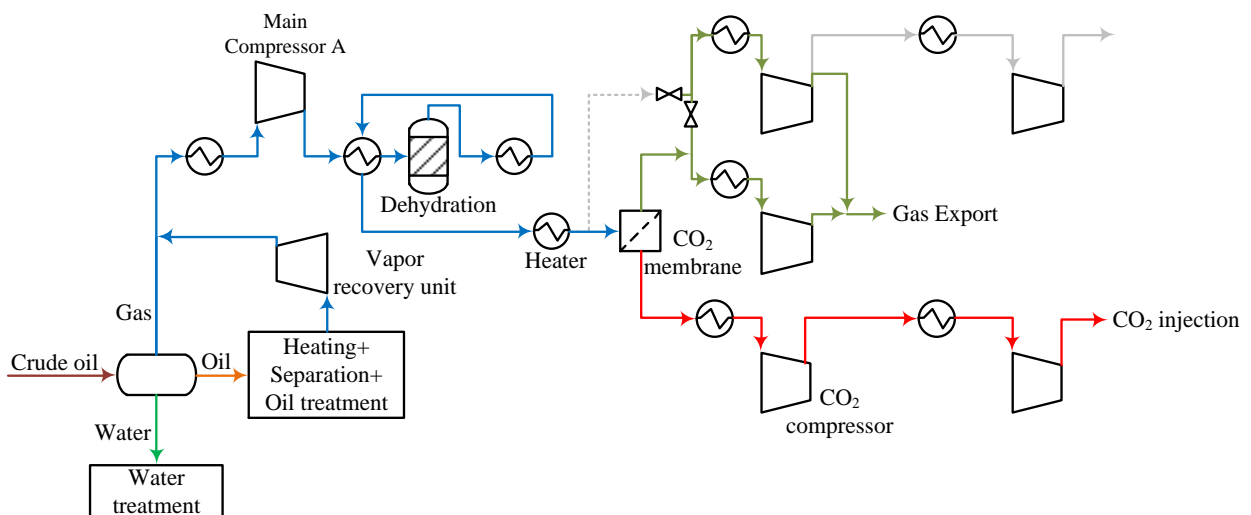 Main
Compressor A
Dehydration
Gas Export
CO2
membrane
Heater
Vapor
recovery unit
Gas
CO2 injection
Crude oil
Oil
Heating+
Separation+
Oil treatment
CO2
compressor
Water
Water
treatment